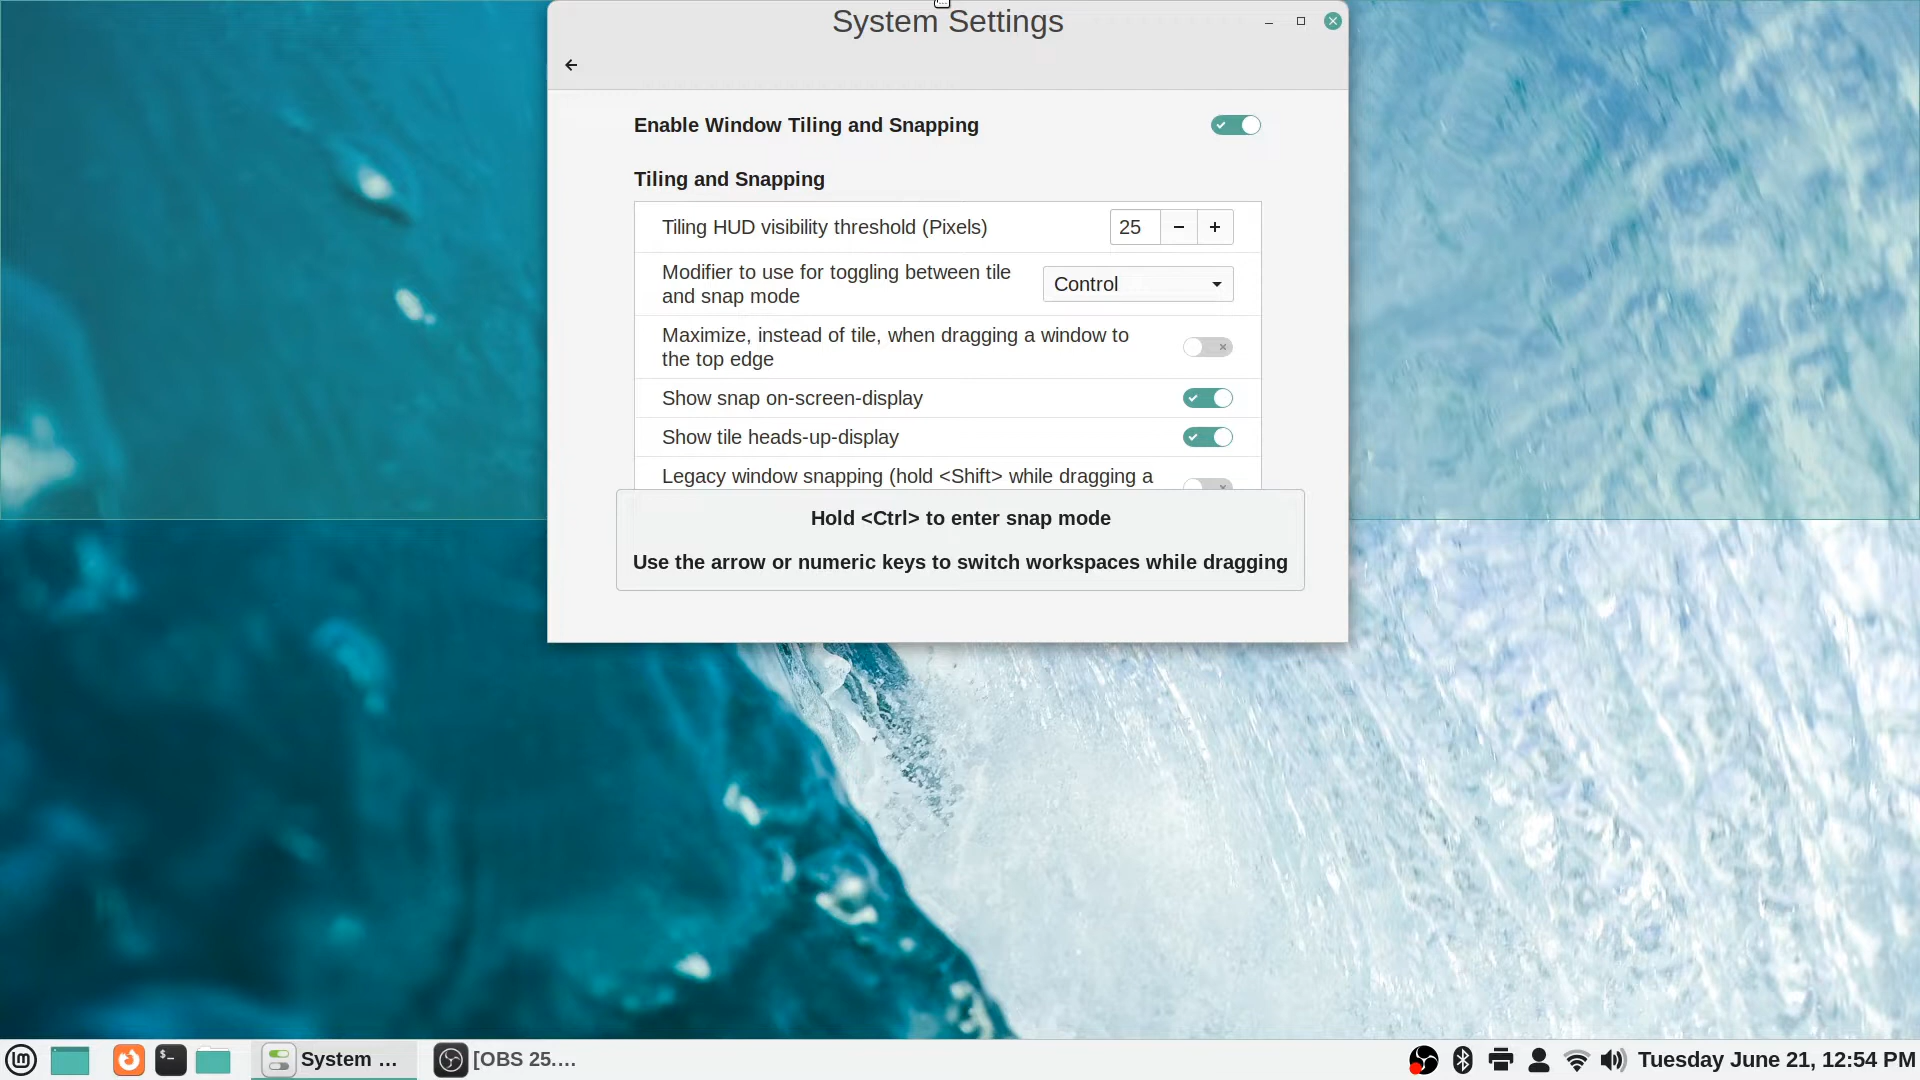 System Settings
Enable Window Tiling and Snapping
Tiling and Snapping
Tiling HUD visibility threshold (Pixels)
25
Modifier to use for toggling between tile
and snap mode
Control
Maximize, instead of tile, when dragging a window to
the top edge
Show snap on-screen-display
Show tile heads-up-display
Legacy window snapping (hold <Shift> while dragging a
Hold <Ctrl> to enter snap mode
Use the arrow or numeric keys to switch workspaces while dragging
System ...
[OBS 25....
Tuesday June 21, 12:54 PM